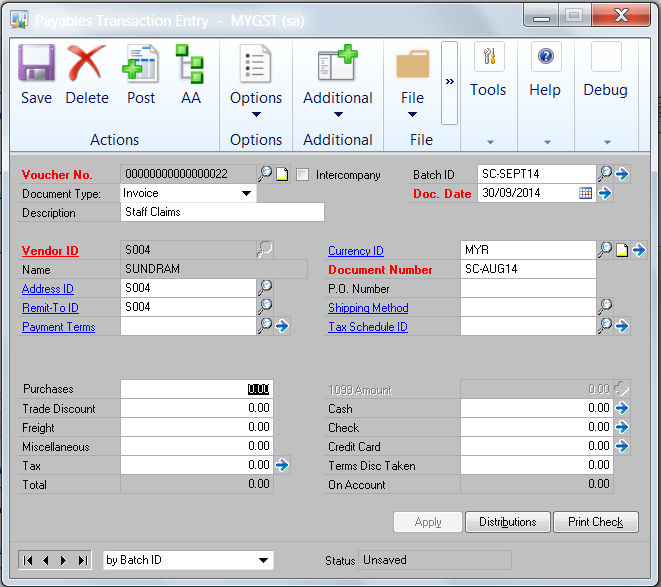 Payables Transaction Entry - MYGST (sa)
Save Delete Post AA Options Additional File » Tools Help Debug
Actions Options Additional File
Voucher No. 00000000000000022 Intercompany Batch ID SC-SEPT14
Document Type: Invoice Doc. Date 30/09/2014
Description Staff Claims
Vendor ID S004 Currency ID MYR
Name SUNDRAM Document Number SC-AUG14
Address ID S004 P.O. Number
Remit-To ID S004 Shipping Method
Payment Terms Tax Schedule ID
Purchases 0.00 1099 Amount 0.00
Trade Discount 0.00 Cash 0.00
Freight 0.00 Check 0.00
Miscellaneous 0.00 Credit Card 0.00
Tax 0.00 Terms Disc Taken 0.00
Total 0.00 On Account 0.00
Apply Distributions Print Check
by Batch ID Status Unsaved